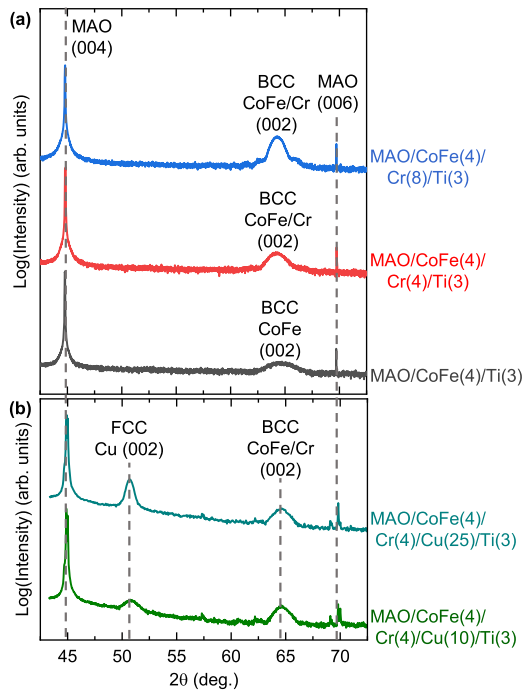 (a)
MAO
(004)
BCC
CoFe/Cr
(002)
MAO
(006)
MAO/CoFe(4)/
Cr(8)/Ti(3)
BCC
CoFe/Cr
(002)
MAO/CoFe(4)/
Cr(4)/Ti(3)
BCC
CoFe
(002)
MAO/CoFe(4)/Ti(3)
Log(Intensity) (arb. units)
(b)
FCC
Cu (002)
BCC
CoFe/Cr
(002)
MAO/CoFe(4)/
Cr(4)/Cu(25)/Ti(3)
MAO/CoFe(4)/
Cr(4)/Cu(10)/Ti(3)
Log(Intensity) (arb. units)
45 50 55 60 65 70
2θ (deg.)